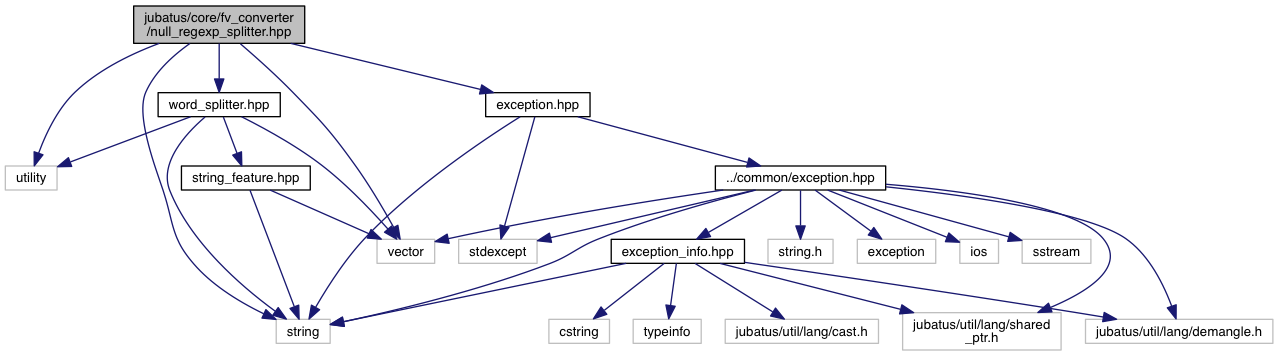 jubatus/core/fv_converter
/null_regexp_splitter.hpp
word_splitter.hpp
exception.hpp
utility
string_feature.hpp
../common/exception.hpp
vector
stdexcept
exception_info.hpp
string.h
exception
ios
sstream
string
cstring
typeinfo
jubatus/util/lang/cast.h
jubatus/util/lang/shared
_ptr.h
jubatus/util/lang/demangle.h